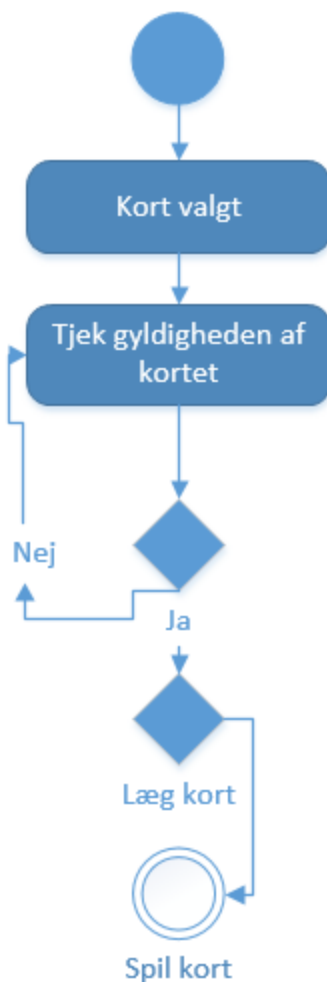 Kort valgt
Tjek gyldigheden af
kortet
Nej
Ja
Læg kort
Spil kort